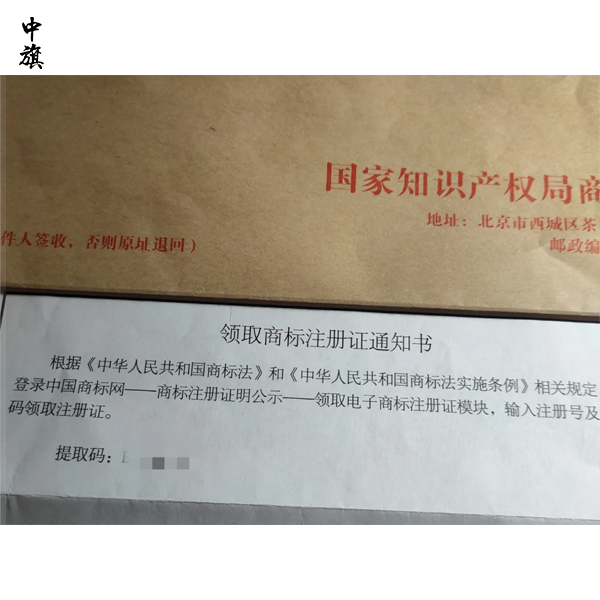 中
旗
国家知识产权局商
地址：北京市西城区茶
件人签收，否则原址退回）
邮政编
领取商标注册证通知书
根据《中华人民共和国商标法》和《中华人民共和国商标法实施条例》相关规定
登录中国商标网——商标注册证明公示——领取电子商标注册证模块，输入注册号及
码领取注册证。
提取码：